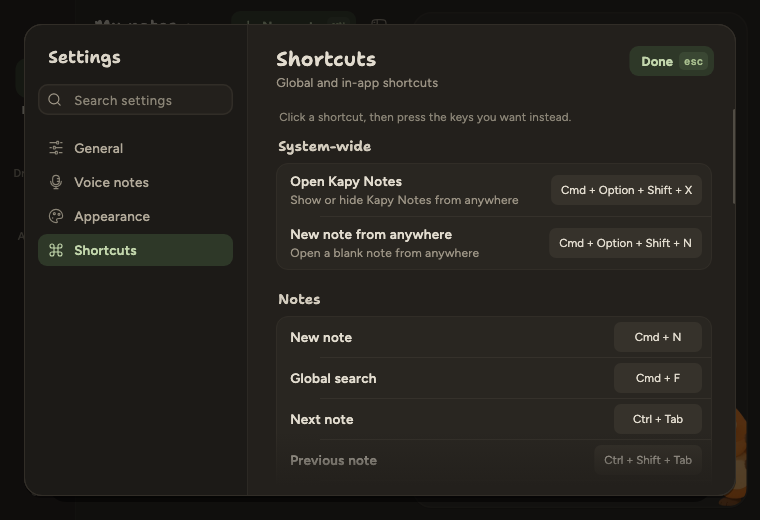 Settings
Search settings
General
Voice notes
Appearance
Shortcuts
Shortcuts
Global and in-app shortcuts
Done esc
Click a shortcut, then press the keys you want instead.
System-wide
Open Kapy Notes
Show or hide Kapy Notes from anywhere
Cmd + Option + Shift + X
New note from anywhere
Open a blank note from anywhere
Cmd + Option + Shift + N
Notes
New note
Cmd + N
Global search
Cmd + F
Next note
Ctrl + Tab
Previous note
Ctrl + Shift + Tab